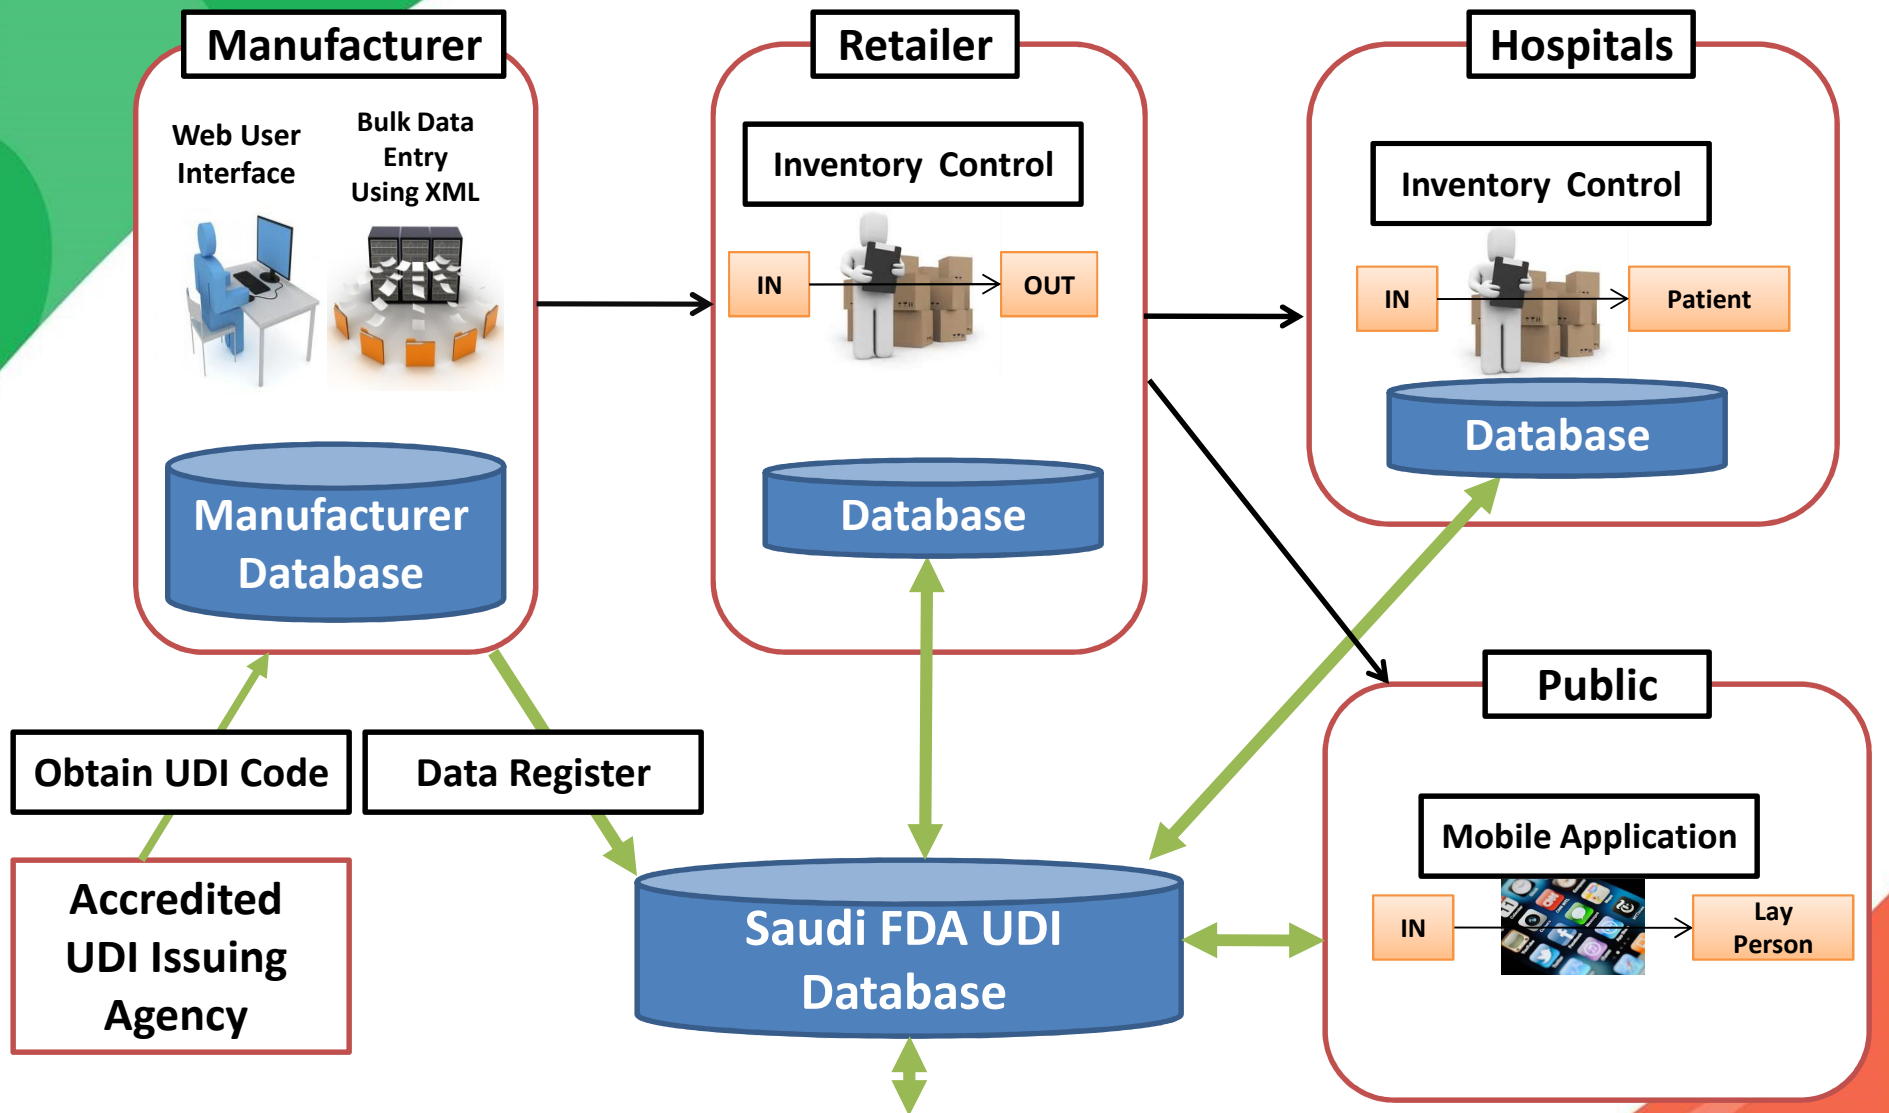 Manufacturer
Web User
Interface
Bulk Data
Entry
Using XML
Manufacturer
Database
Retailer
Inventory Control
IN
OUT
Database
Hospitals
Inventory Control
IN
Patient
Database
Obtain UDI Code
Data Register
Accredited
UDI Issuing
Agency
Saudi FDA UDI
Database
Public
Mobile Application
IN
Lay
Person